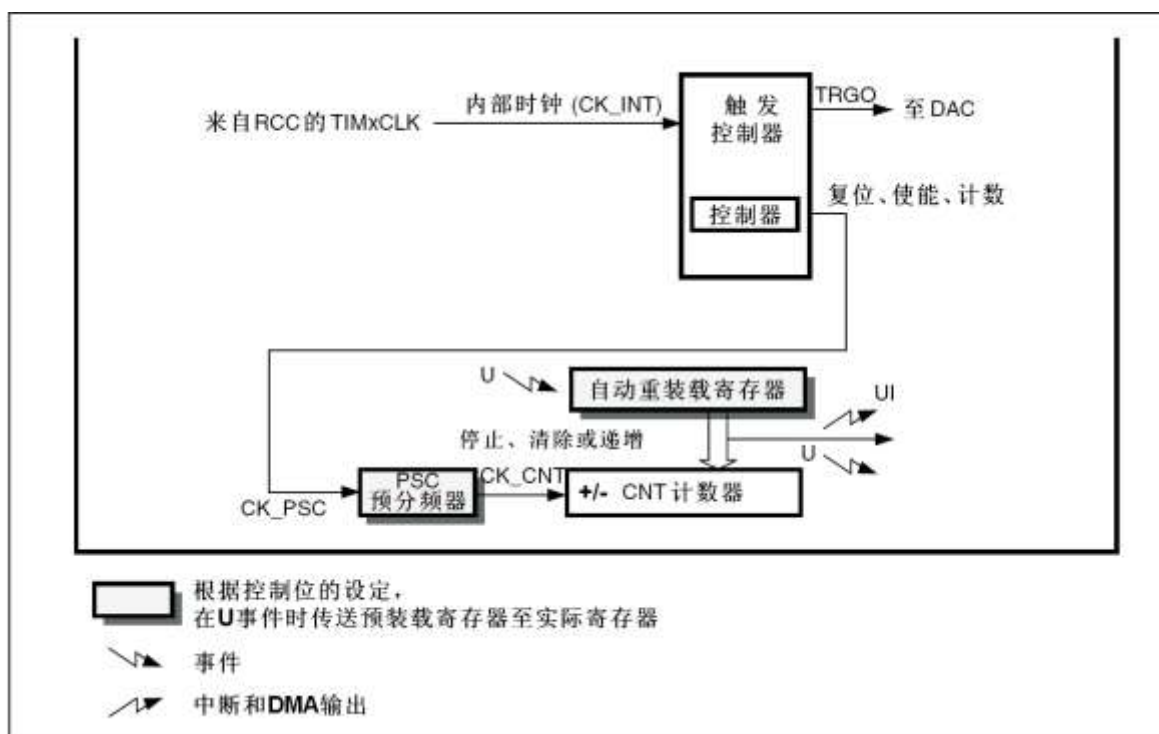 内部时钟 (CK_INT)
来自RCC的TIMxCLK
触发
控制器
TRGO
至DAC
控制器
复位、使能、计数
U
自动重装载寄存器
UI
停止、清除或递增
U
CK_PSC
PSC
预分频器
CK_CNT
+/- CNT计数器
根据控制位的设定，
在U事件时传送预装载寄存器至实际寄存器
事件
中断和DMA输出